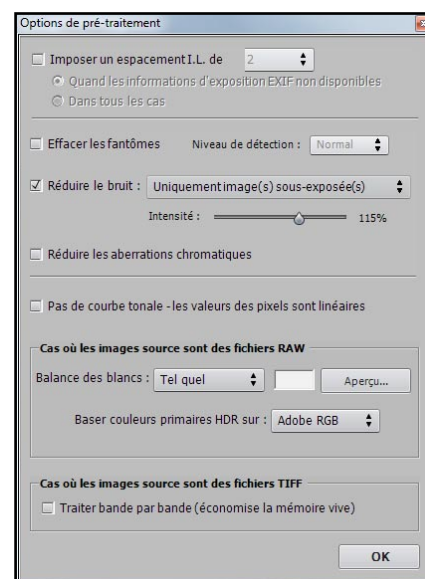 Options de pré-traitement
Imposer un espacement I.L. de 2
Quand les informations d'exposition EXIF non disponibles
Dans tous les cas
Effacer les fantômes Niveau de détection : Normal
Réduire le bruit : Uniquement image(s) sous-exposée(s)
Intensité : 115%
Réduire les aberrations chromatiques
Pas de courbe tonale - les valeurs des pixels sont linéaires
Cas où les images source sont des fichiers RAW
Balance des blancs : Tel quel Aperçu...
Baser couleurs primaires HDR sur : Adobe RGB
Cas où les images source sont des fichiers TIFF
Traiter bande par bande (économise la mémoire vive)
OK